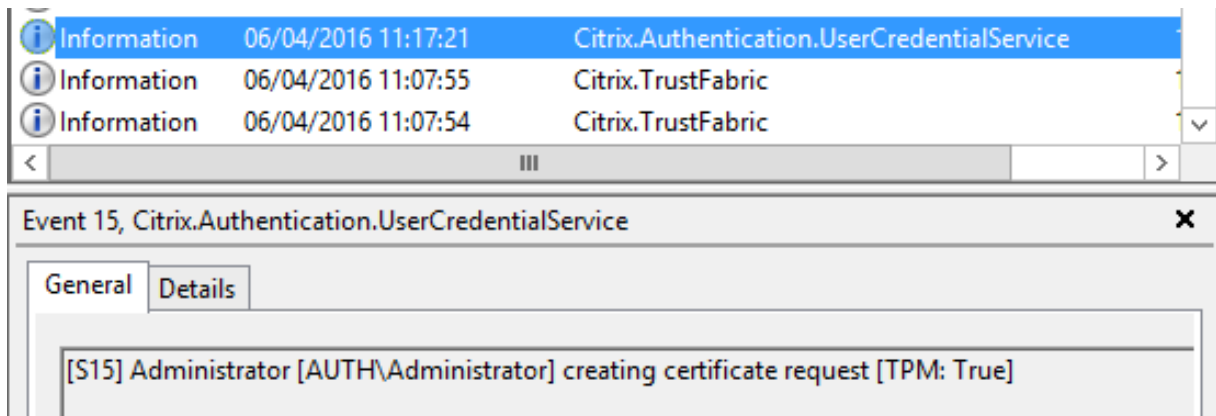 Information 06/04/2016 11:17:21 Citrix.Authentication.UserCredentialService
Information 06/04/2016 11:07:55 Citrix.TrustFabric
Information 06/04/2016 11:07:54 Citrix.TrustFabric
Event 15, Citrix.Authentication.UserCredentialService
General Details
[S15] Administrator [AUTH\Administrator] creating certificate request [TPM: True]